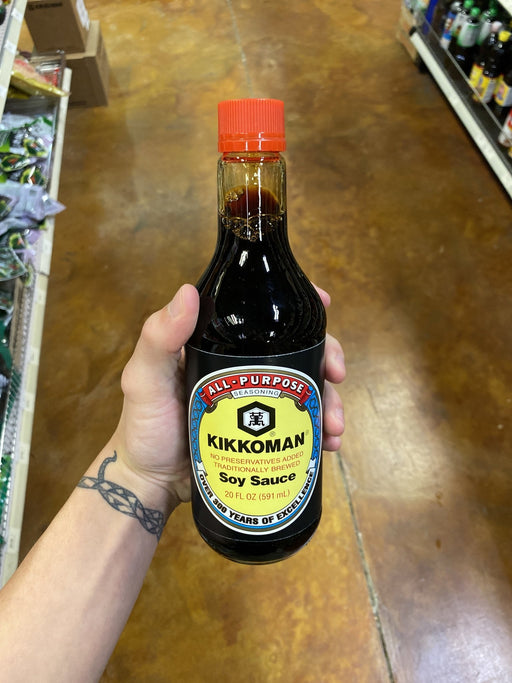 ALL-PURPOSE
SEASONING
萬
KIKKOMAN®
NO PRESERVATIVES ADDED
TRADITIONALLY BREWED
Soy Sauce
20 FL OZ (591 mL)
OVER 300 YEARS OF EXCELLENCE